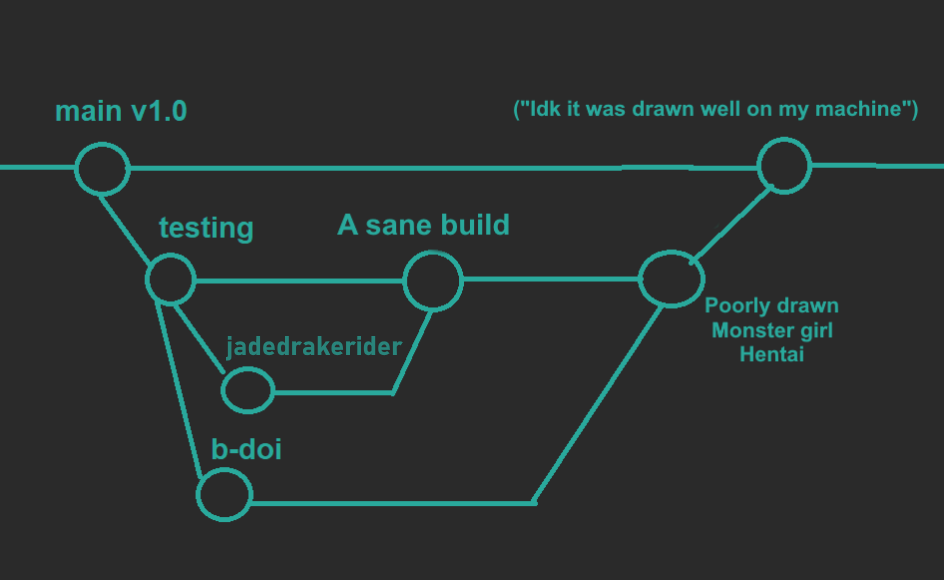 main v1.0
("Idk it was drawn well on my machine")
testing
A sane build
jadedrakerider
Poorly drawn
Monster girl
Hentai
b-doi